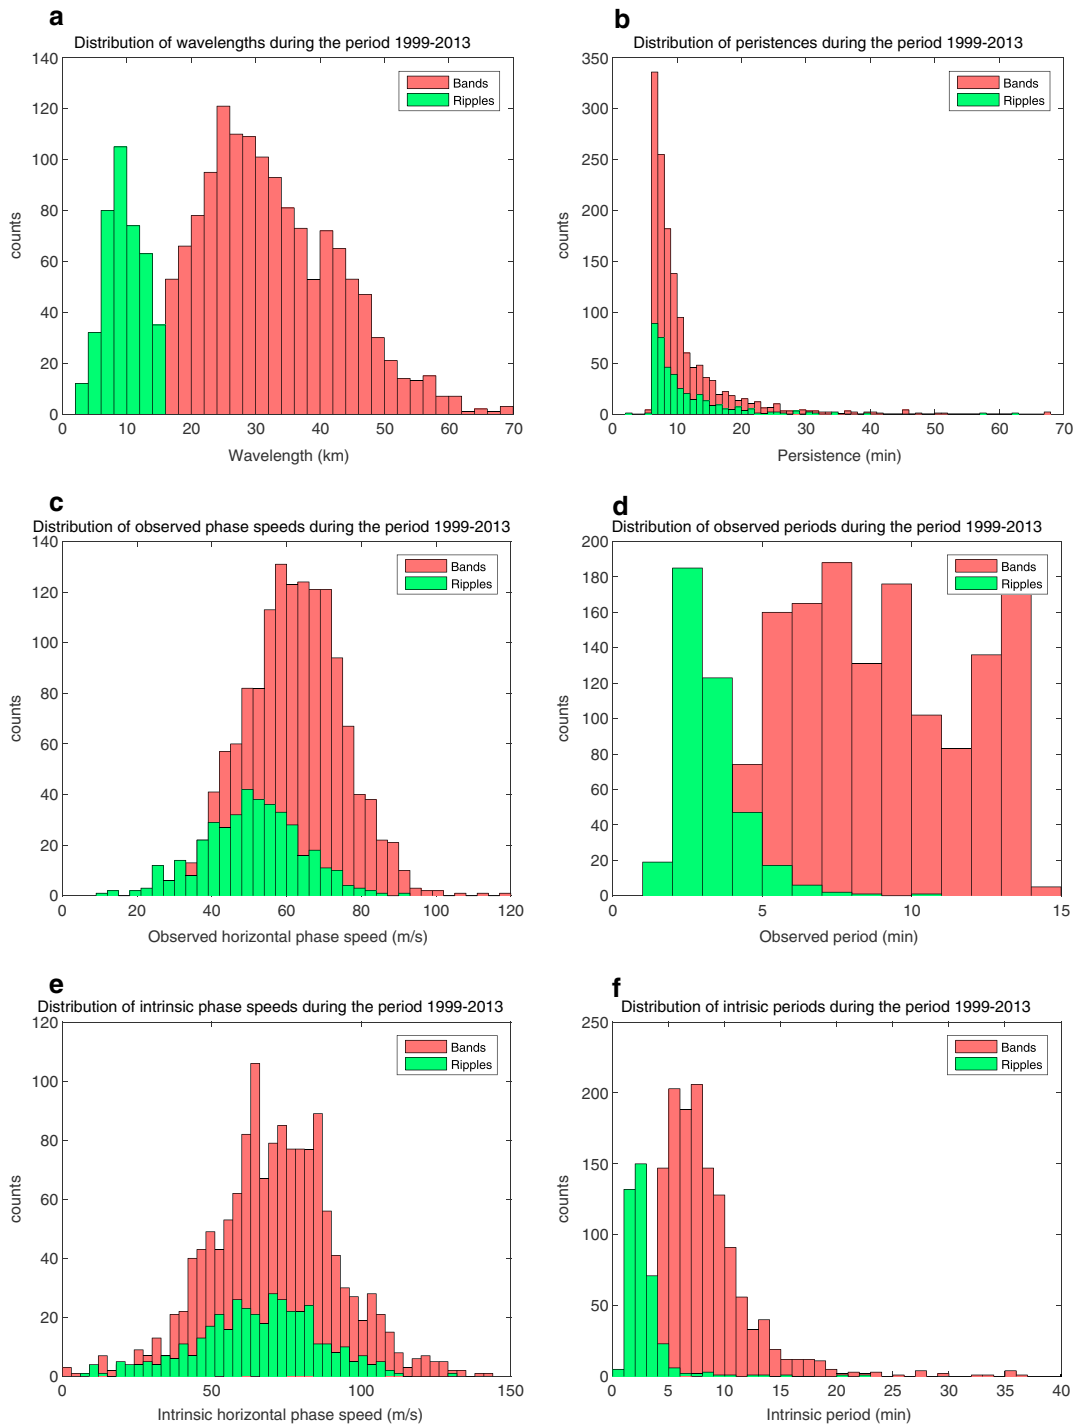 a
Distribution of wavelengths during the period 1999-2013
140
120
100
80
60
40
20
0
counts
Bands
Ripples
0 10 20 30 40 50 60 70
Wavelength (km)
b
Distribution of peristences during the period 1999-2013
350
300
250
200
150
100
50
0
counts
Bands
Ripples
0 10 20 30 40 50 60 70
Persistence (min)
c
Distribution of observed phase speeds during the period 1999-2013
140
120
100
80
60
40
20
0
counts
Bands
Ripples
0 20 40 60 80 100 120
Observed horizontal phase speed (m/s)
d
Distribution of observed periods during the period 1999-2013
200
180
160
140
120
100
80
60
40
20
0
counts
Bands
Ripples
0 5 10 15
Observed period (min)
e
Distribution of intrinsic phase speeds during the period 1999-2013
120
100
80
60
40
20
0
counts
Bands
Ripples
0 50 100 150
Intrinsic horizontal phase speed (m/s)
f
Distribution of intrisic periods during the period 1999-2013
250
200
150
100
50
0
counts
Bands
Ripples
0 5 10 15 20 25 30 35 40
Intrinsic period (min)